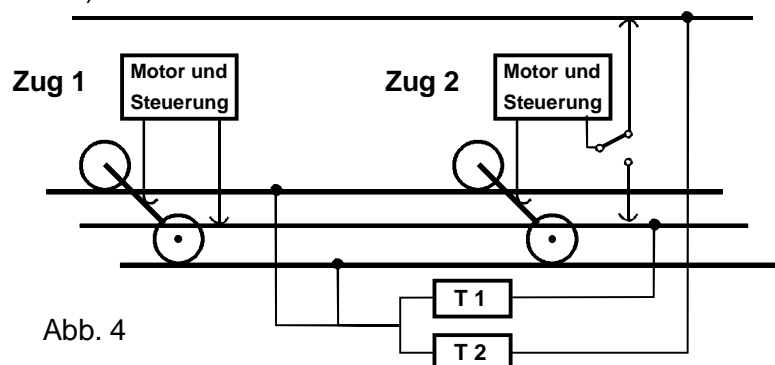 Zug 1
Motor und
Steuerung
Zug 2
Motor und
Steuerung
T 1
T 2
Abb. 4